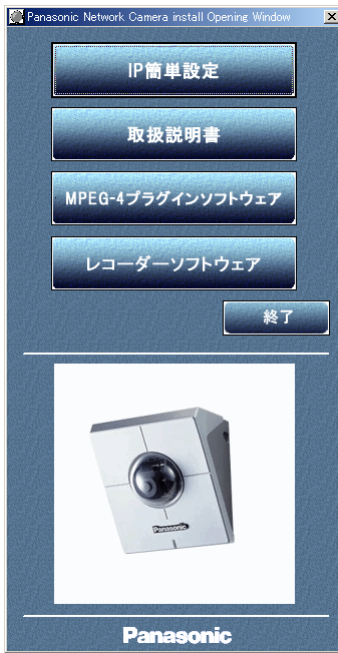 Panasonic Network Camera install Opening Window
IP簡単設定
取扱説明書
MPEG-4プラグインソフトウェア
レコーダーソフトウェア
終了
Panasonic
Panasonic